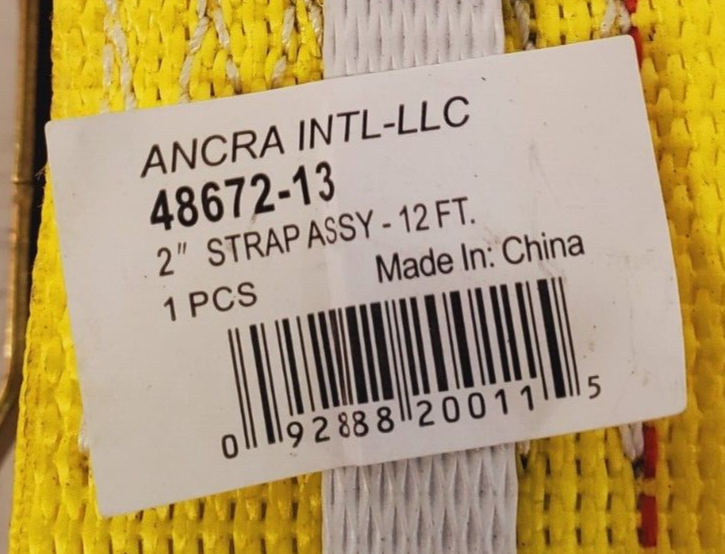 ANCRA INTL-LLC
48672-13
2" STRAP ASSY - 12 FT.
Made In: China
1 PCS
0 92888 20011 5